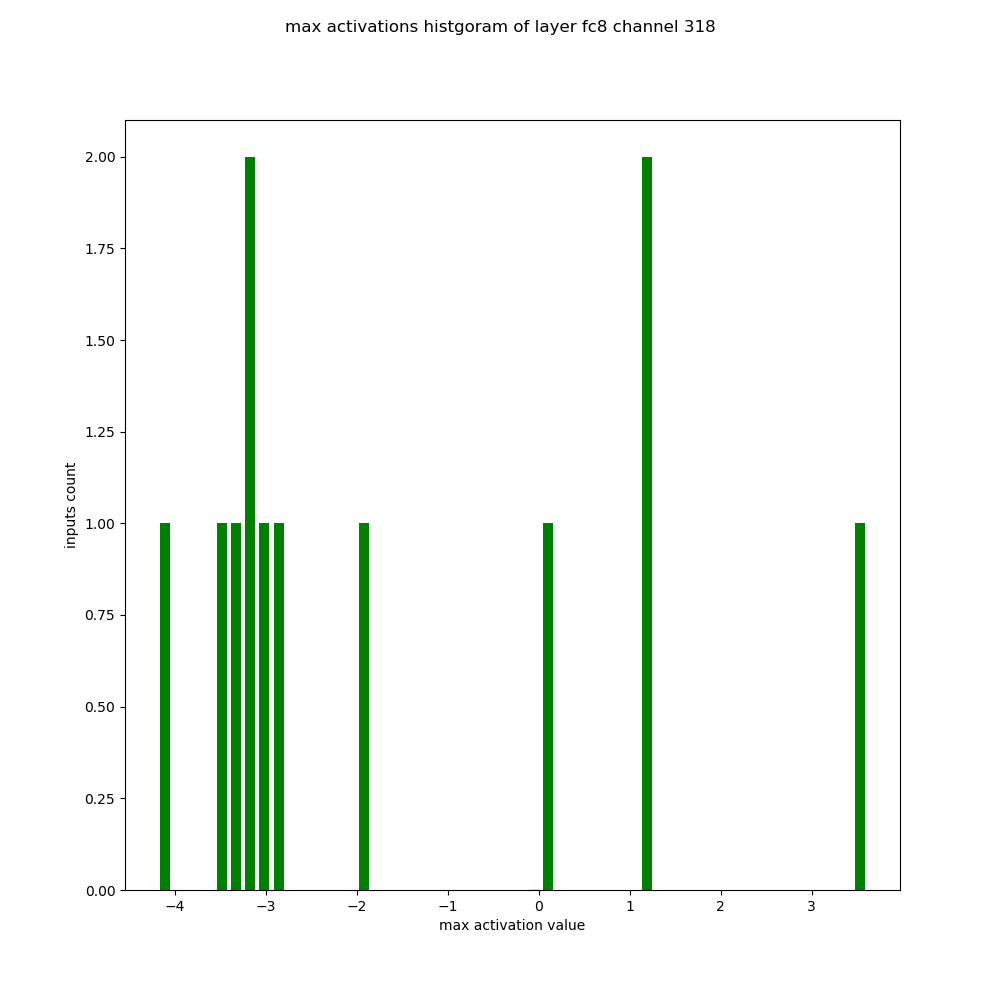 max activations histgoram of layer fc8 channel 318
2.00
1.75
1.50
1.25
1.00
0.75
0.50
0.25
0.00
inputs count
−4 −3 −2 −1 0 1 2 3
max activation value